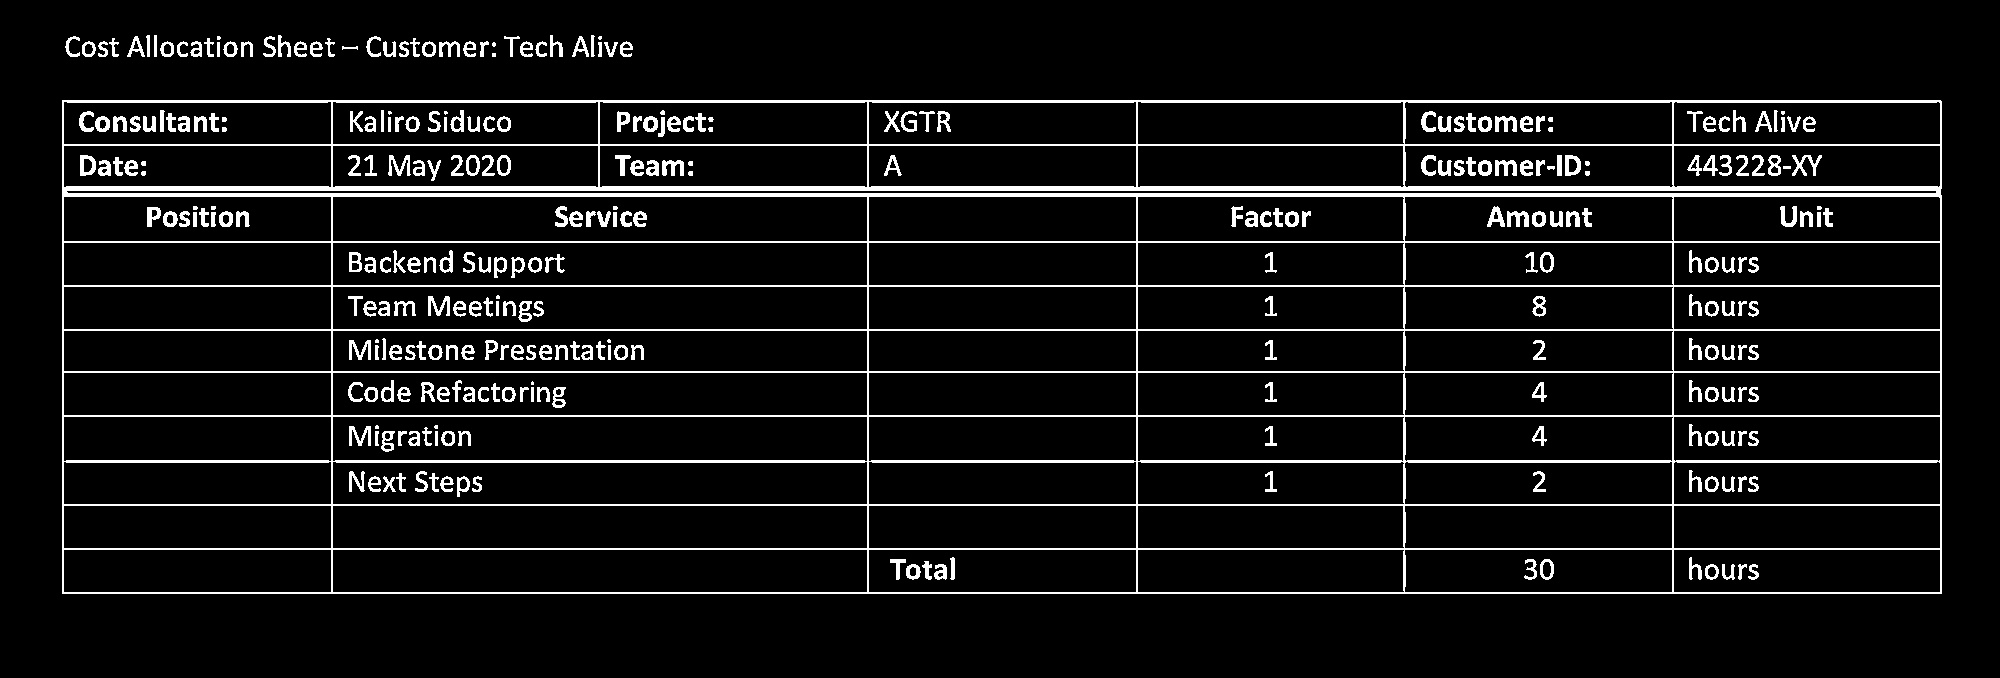 Cost Allocation Sheet – Customer: Tech Alive
Consultant: Kaliro Siduco Project: XGTR Customer: Tech Alive
Date: 21 May 2020 Team: A Customer-ID: 443228-XY
Position Service Factor Amount Unit
Backend Support 1 10 hours
Team Meetings 1 8 hours
Milestone Presentation 1 2 hours
Code Refactoring 1 4 hours
Migration 1 4 hours
Next Steps 1 2 hours
Total 30 hours